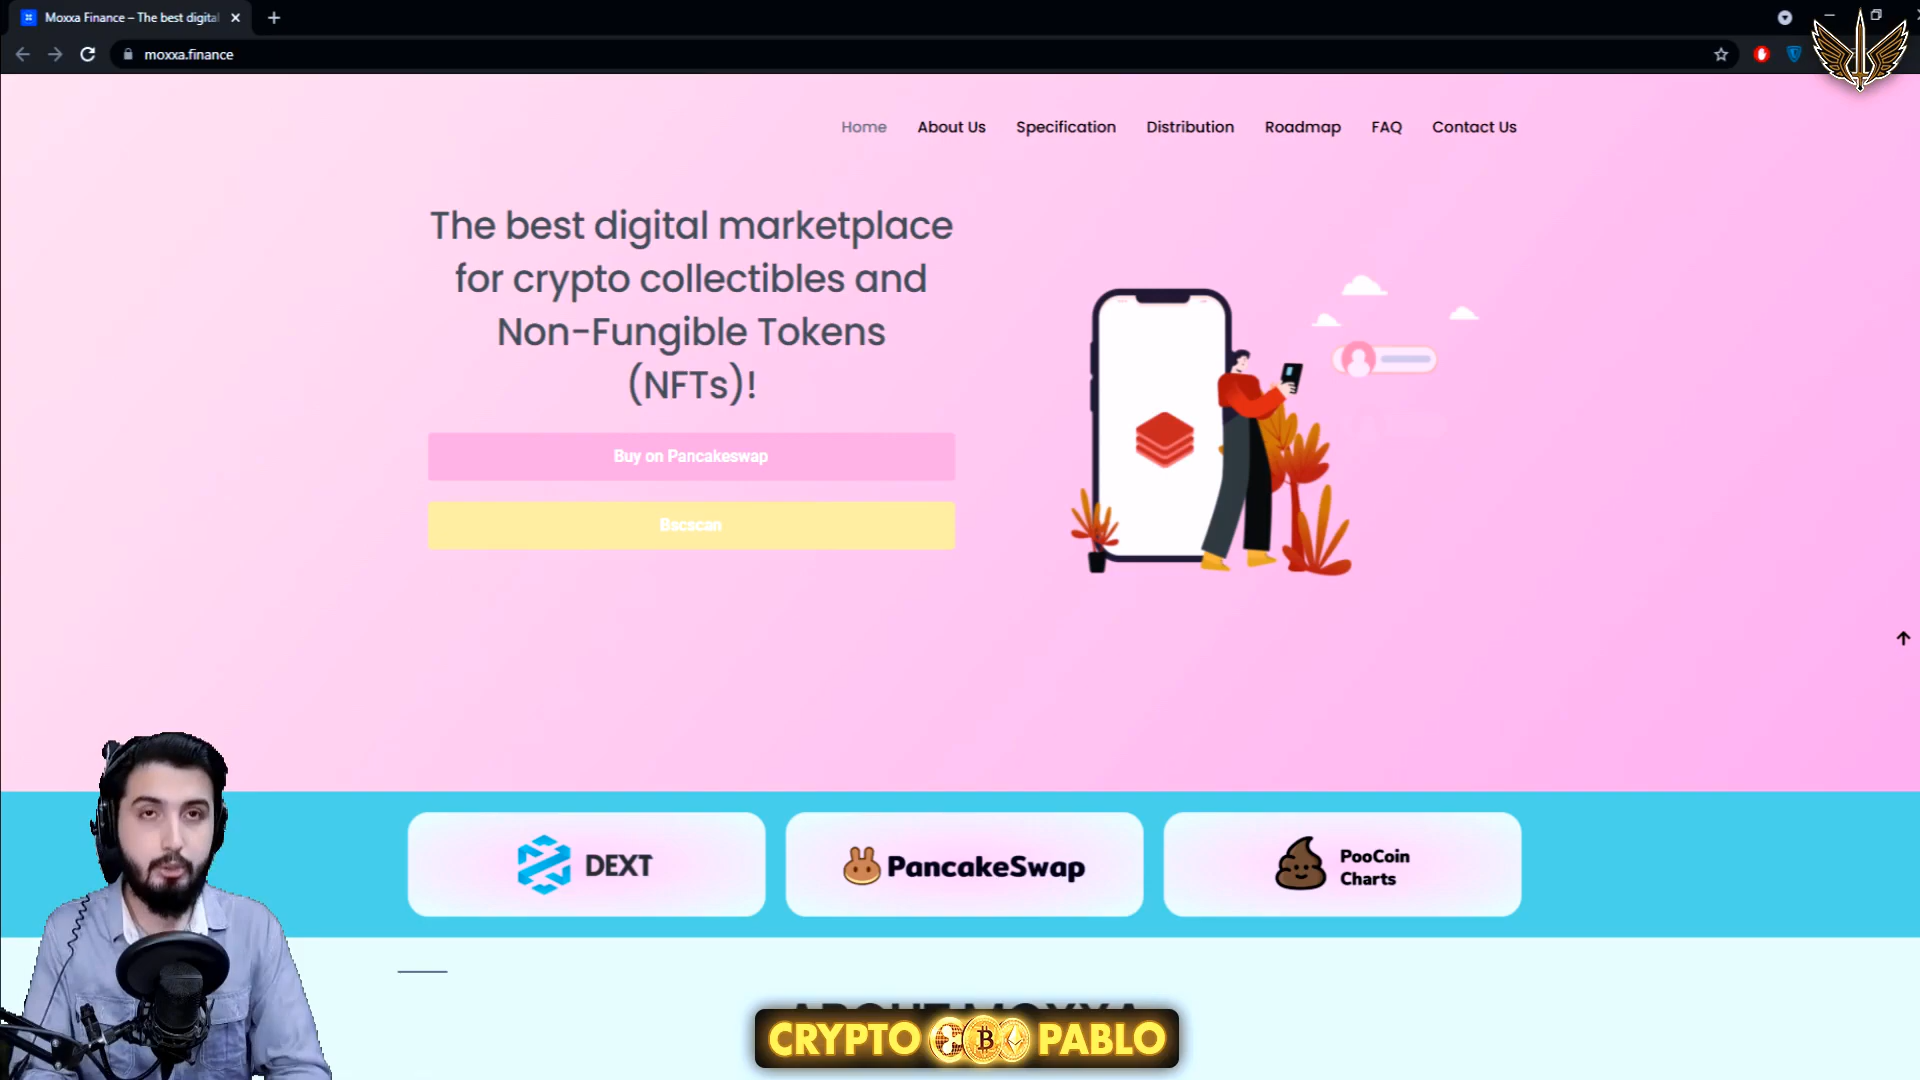 Moxxa Finance – The best digital
moxxa.finance
Home About Us Specification Distribution Roadmap FAQ Contact Us
The best digital marketplace
for crypto collectibles and
Non-Fungible Tokens
(NFTs)!
Buy on Pancakeswap
Bscscan
DEXT
PancakeSwap
PooCoin
Charts
ABOUT MOXXA
CRYPTO PABLO